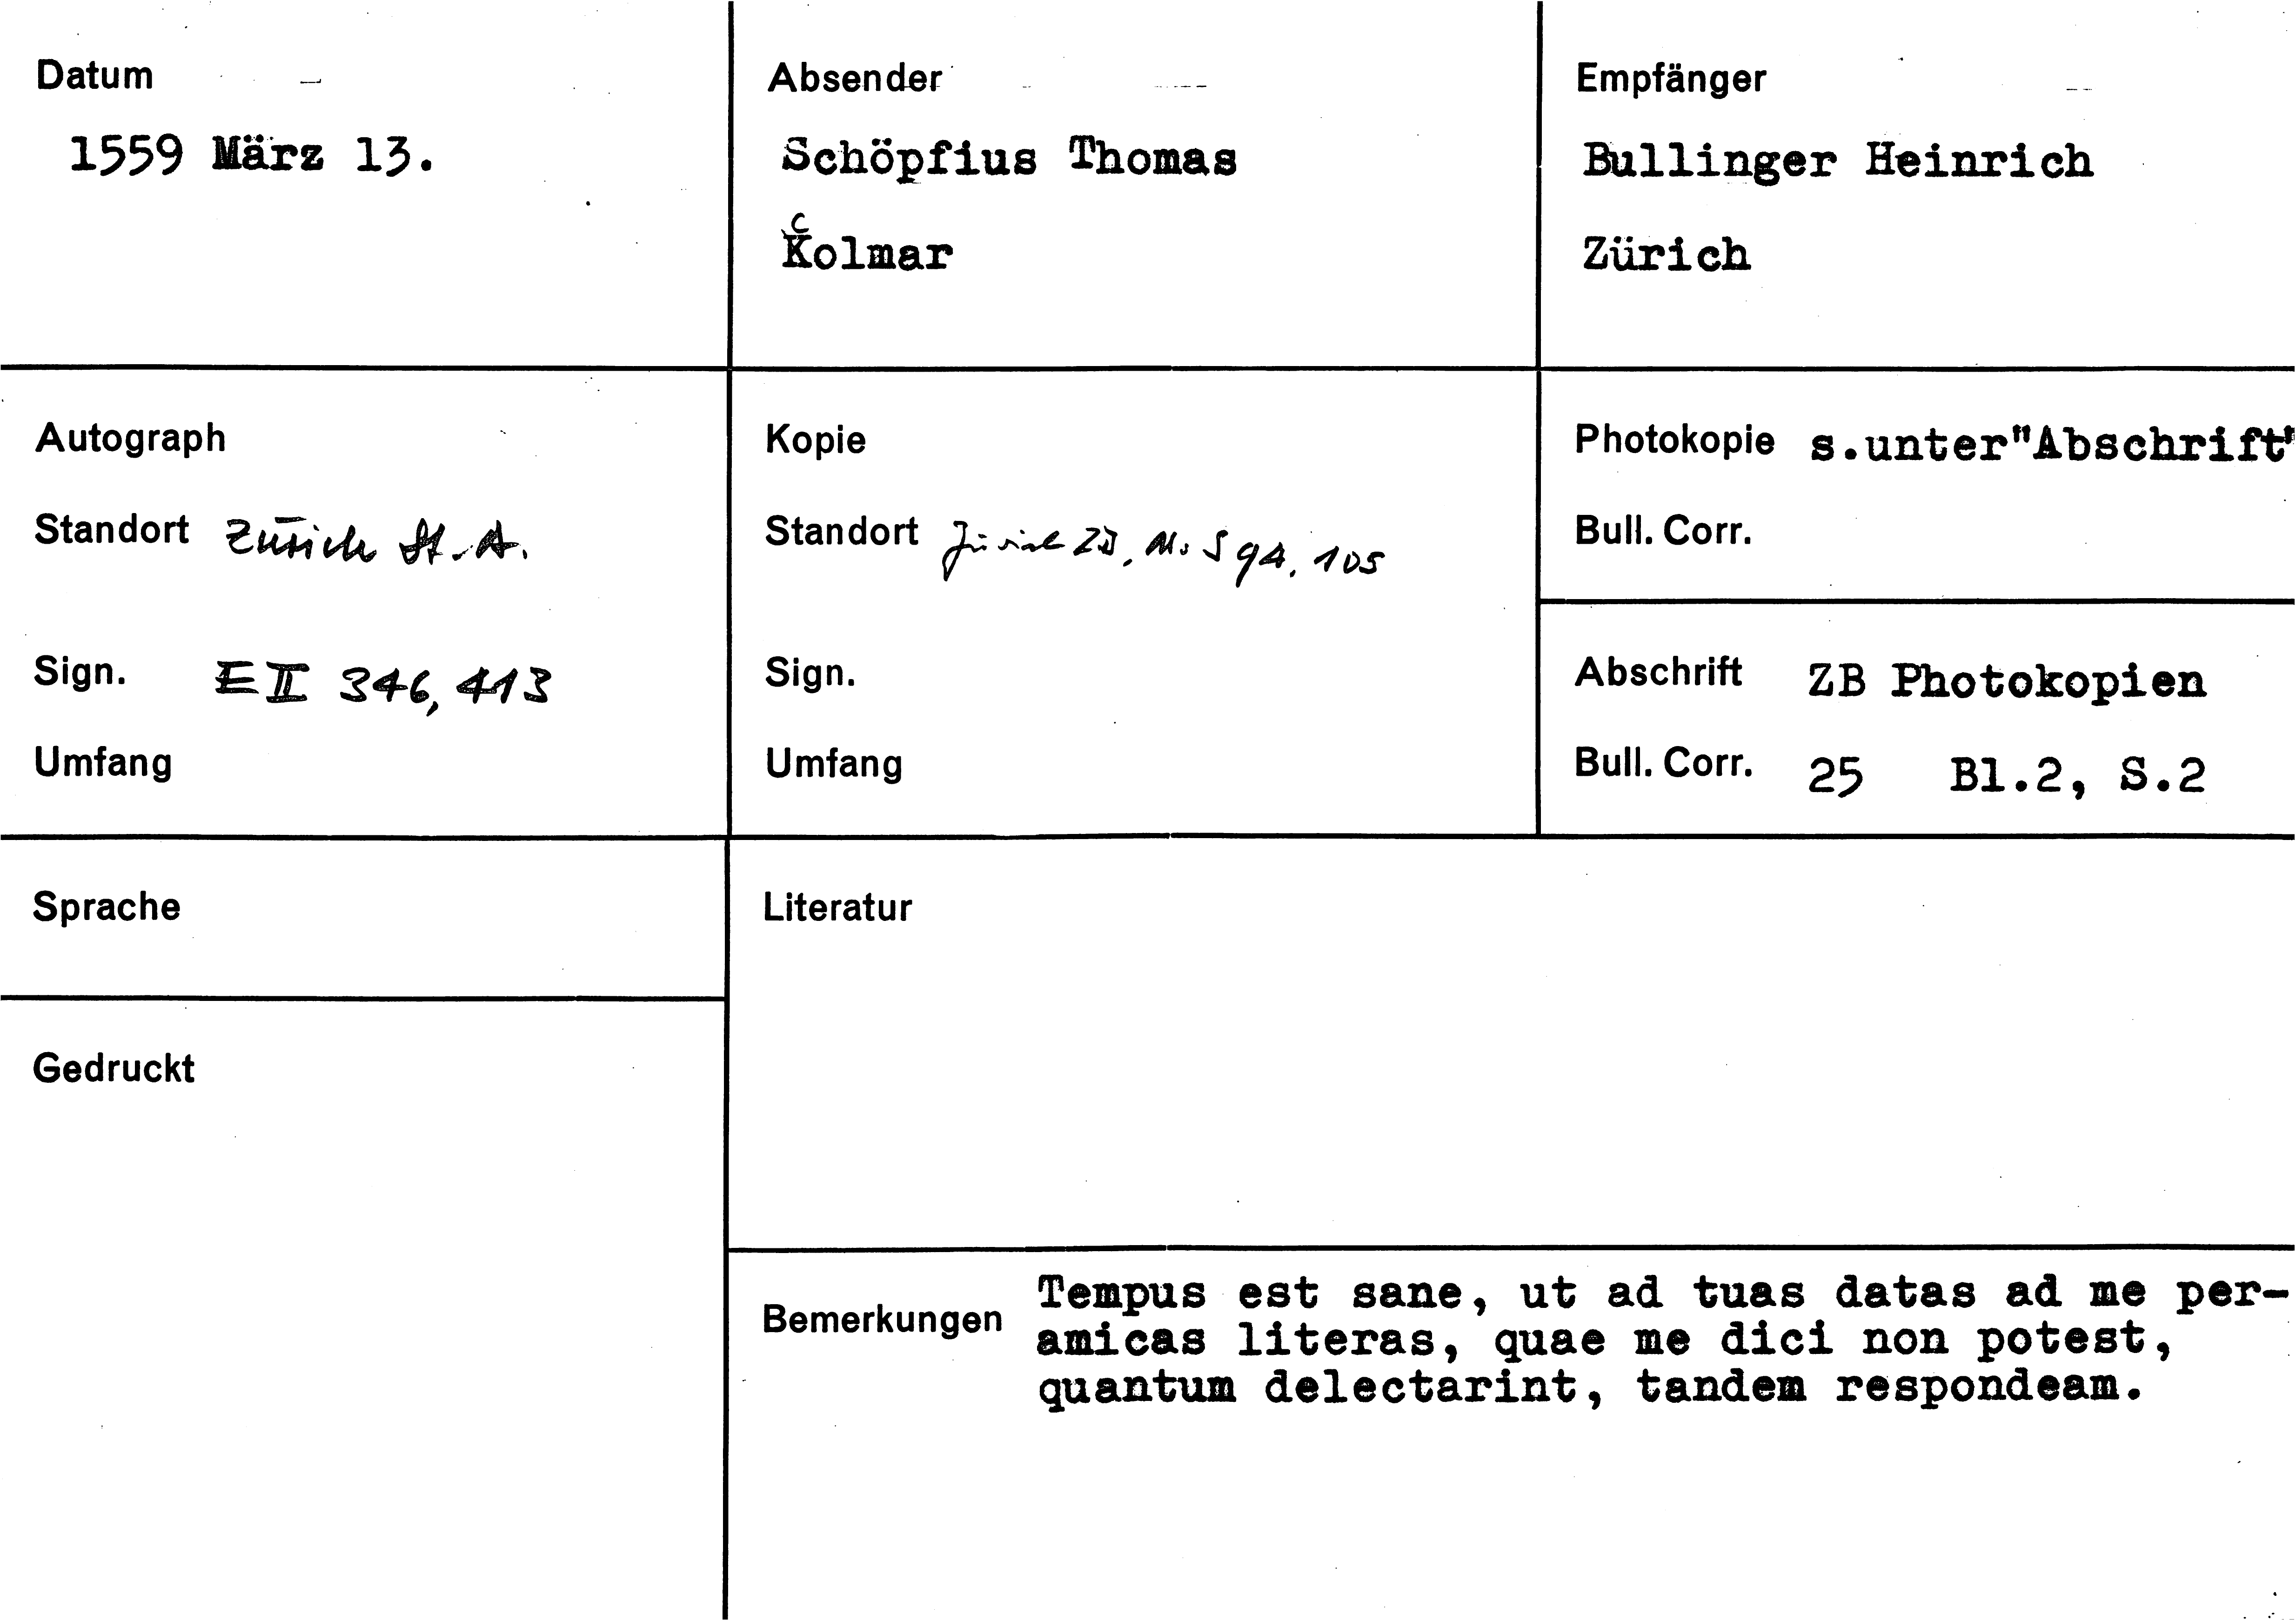 Datum
1559 März 13.
Absender
Schöpfius Thomas
C
Kolmar
Empfänger
Bullinger Heinrich
Zürich
Autograph
Standort Zürich St. A.
Sign. E II 346, 413
Umfang
Kopie
Standort Zürich ZB, Ms S 94, 105
Sign.
Umfang
Photokopie s.unter"Abschrift"
Bull. Corr.
Abschrift ZB Photokopien
Bull. Corr. 25 Bl.2, S.2
Sprache
Gedruckt
Literatur
Bemerkungen Tempus est sane, ut ad tuas datas ad me per-
amicas literas, quae me dici non potest,
quantum delectarint, tandem respondeam.